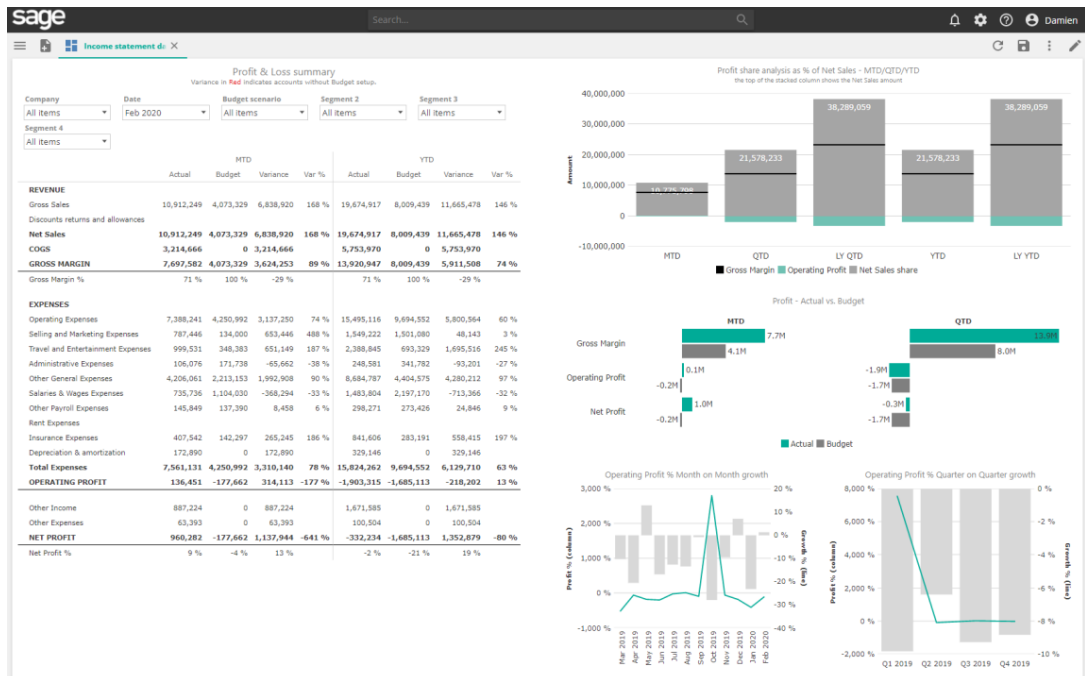 sage
Search...
Damien
Income statement da
Profit & Loss summary
Variance in Red indicates accounts without Budget setup.
Company Date Budget scenario Segment 2 Segment 3
All items Feb 2020 All items All items All items
Segment 4
All items
MTD YTD
Actual Budget Variance Var % Actual Budget Variance Var %
REVENUE
Gross Sales 10,912,249 4,073,329 6,838,920 168 % 19,674,917 8,009,439 11,665,478 146 %
Discounts returns and allowances
Net Sales 10,912,249 4,073,329 6,838,920 168 % 19,674,917 8,009,439 11,665,478 146 %
COGS 3,214,666 0 3,214,666 5,753,970 0 5,753,970
GROSS MARGIN 7,697,582 4,073,329 3,624,253 89 % 13,920,947 8,009,439 5,911,508 74 %
Gross Margin % 71 % 100 % -29 % 71 % 100 % -29 %
EXPENSES
Operating Expenses 7,388,241 4,250,992 3,137,250 74 % 15,495,116 9,694,552 5,800,564 60 %
Selling and Marketing Expenses 787,446 134,000 653,446 488 % 1,549,222 1,501,080 48,143 3 %
Travel and Entertainment Expenses 999,531 348,383 651,149 187 % 2,388,845 693,329 1,695,516 245 %
Administrative Expenses 106,076 171,738 -65,662 -38 % 248,581 341,782 -93,201 -27 %
Other General Expenses 4,206,061 2,213,153 1,992,908 90 % 8,684,787 4,404,575 4,280,212 97 %
Salaries & Wages Expenses 735,736 1,104,030 -368,294 -33 % 1,483,804 2,197,170 -713,366 -32 %
Other Payroll Expenses 145,849 137,390 8,458 6 % 298,271 273,426 24,846 9 %
Rent Expenses
Insurance Expenses 407,542 142,297 265,245 186 % 841,606 283,191 558,415 197 %
Depreciation & amortization 172,890 0 172,890 329,146 0 329,146
Total Expenses 7,561,131 4,250,992 3,310,140 78 % 15,824,262 9,694,552 6,129,710 63 %
OPERATING PROFIT 136,451 -177,662 314,113 -177 % -1,903,315 -1,685,113 -218,202 13 %
Other Income 887,224 0 887,224 1,671,585 0 1,671,585
Other Expenses 63,393 0 63,393 100,504 0 100,504
NET PROFIT 960,282 -177,662 1,137,944 -641 % -332,234 -1,685,113 1,352,879 -80 %
Net Profit % 9 % -4 % 13 % -2 % -21 % 19 %
Profit share analysis as % of Net Sales - MTD/QTD/YTD
the top of the stacked column shows the Net Sales amount
Amount
40,000,000
30,000,000
20,000,000
10,000,000
0
-10,000,000
21,578,233 38,289,059 21,578,233 38,289,059
MTD QTD LY QTD YTD LY YTD
Gross Margin Operating Profit Net Sales share
Profit - Actual vs. Budget
MTD QTD
Gross Margin 7.7M 4.1M 13.9M 8.0M
Operating Profit 0.1M -0.2M -1.9M -1.7M
Net Profit 1.0M -0.2M -0.3M -1.7M
Actual Budget
Operating Profit % Month on Month growth
Profit % (column)
3,000 %
2,000 %
1,000 %
0 %
-1,000 %
20 %
10 %
0 %
-10 %
-20 %
-30 %
-40 %
Growth % (line)
Mar 2019 Apr 2019 May 2019 Jun 2019 Jul 2019 Aug 2019 Sep 2019 Oct 2019 Nov 2019 Dec 2019 Jan 2020 Feb 2020
Operating Profit % Quarter on Quarter growth
Profit % (column)
8,000 %
6,000 %
4,000 %
2,000 %
0 %
-2,000 %
0 %
-2 %
-4 %
-6 %
-8 %
-10 %
Growth % (line)
Q1 2019 Q2 2019 Q3 2019 Q4 2019